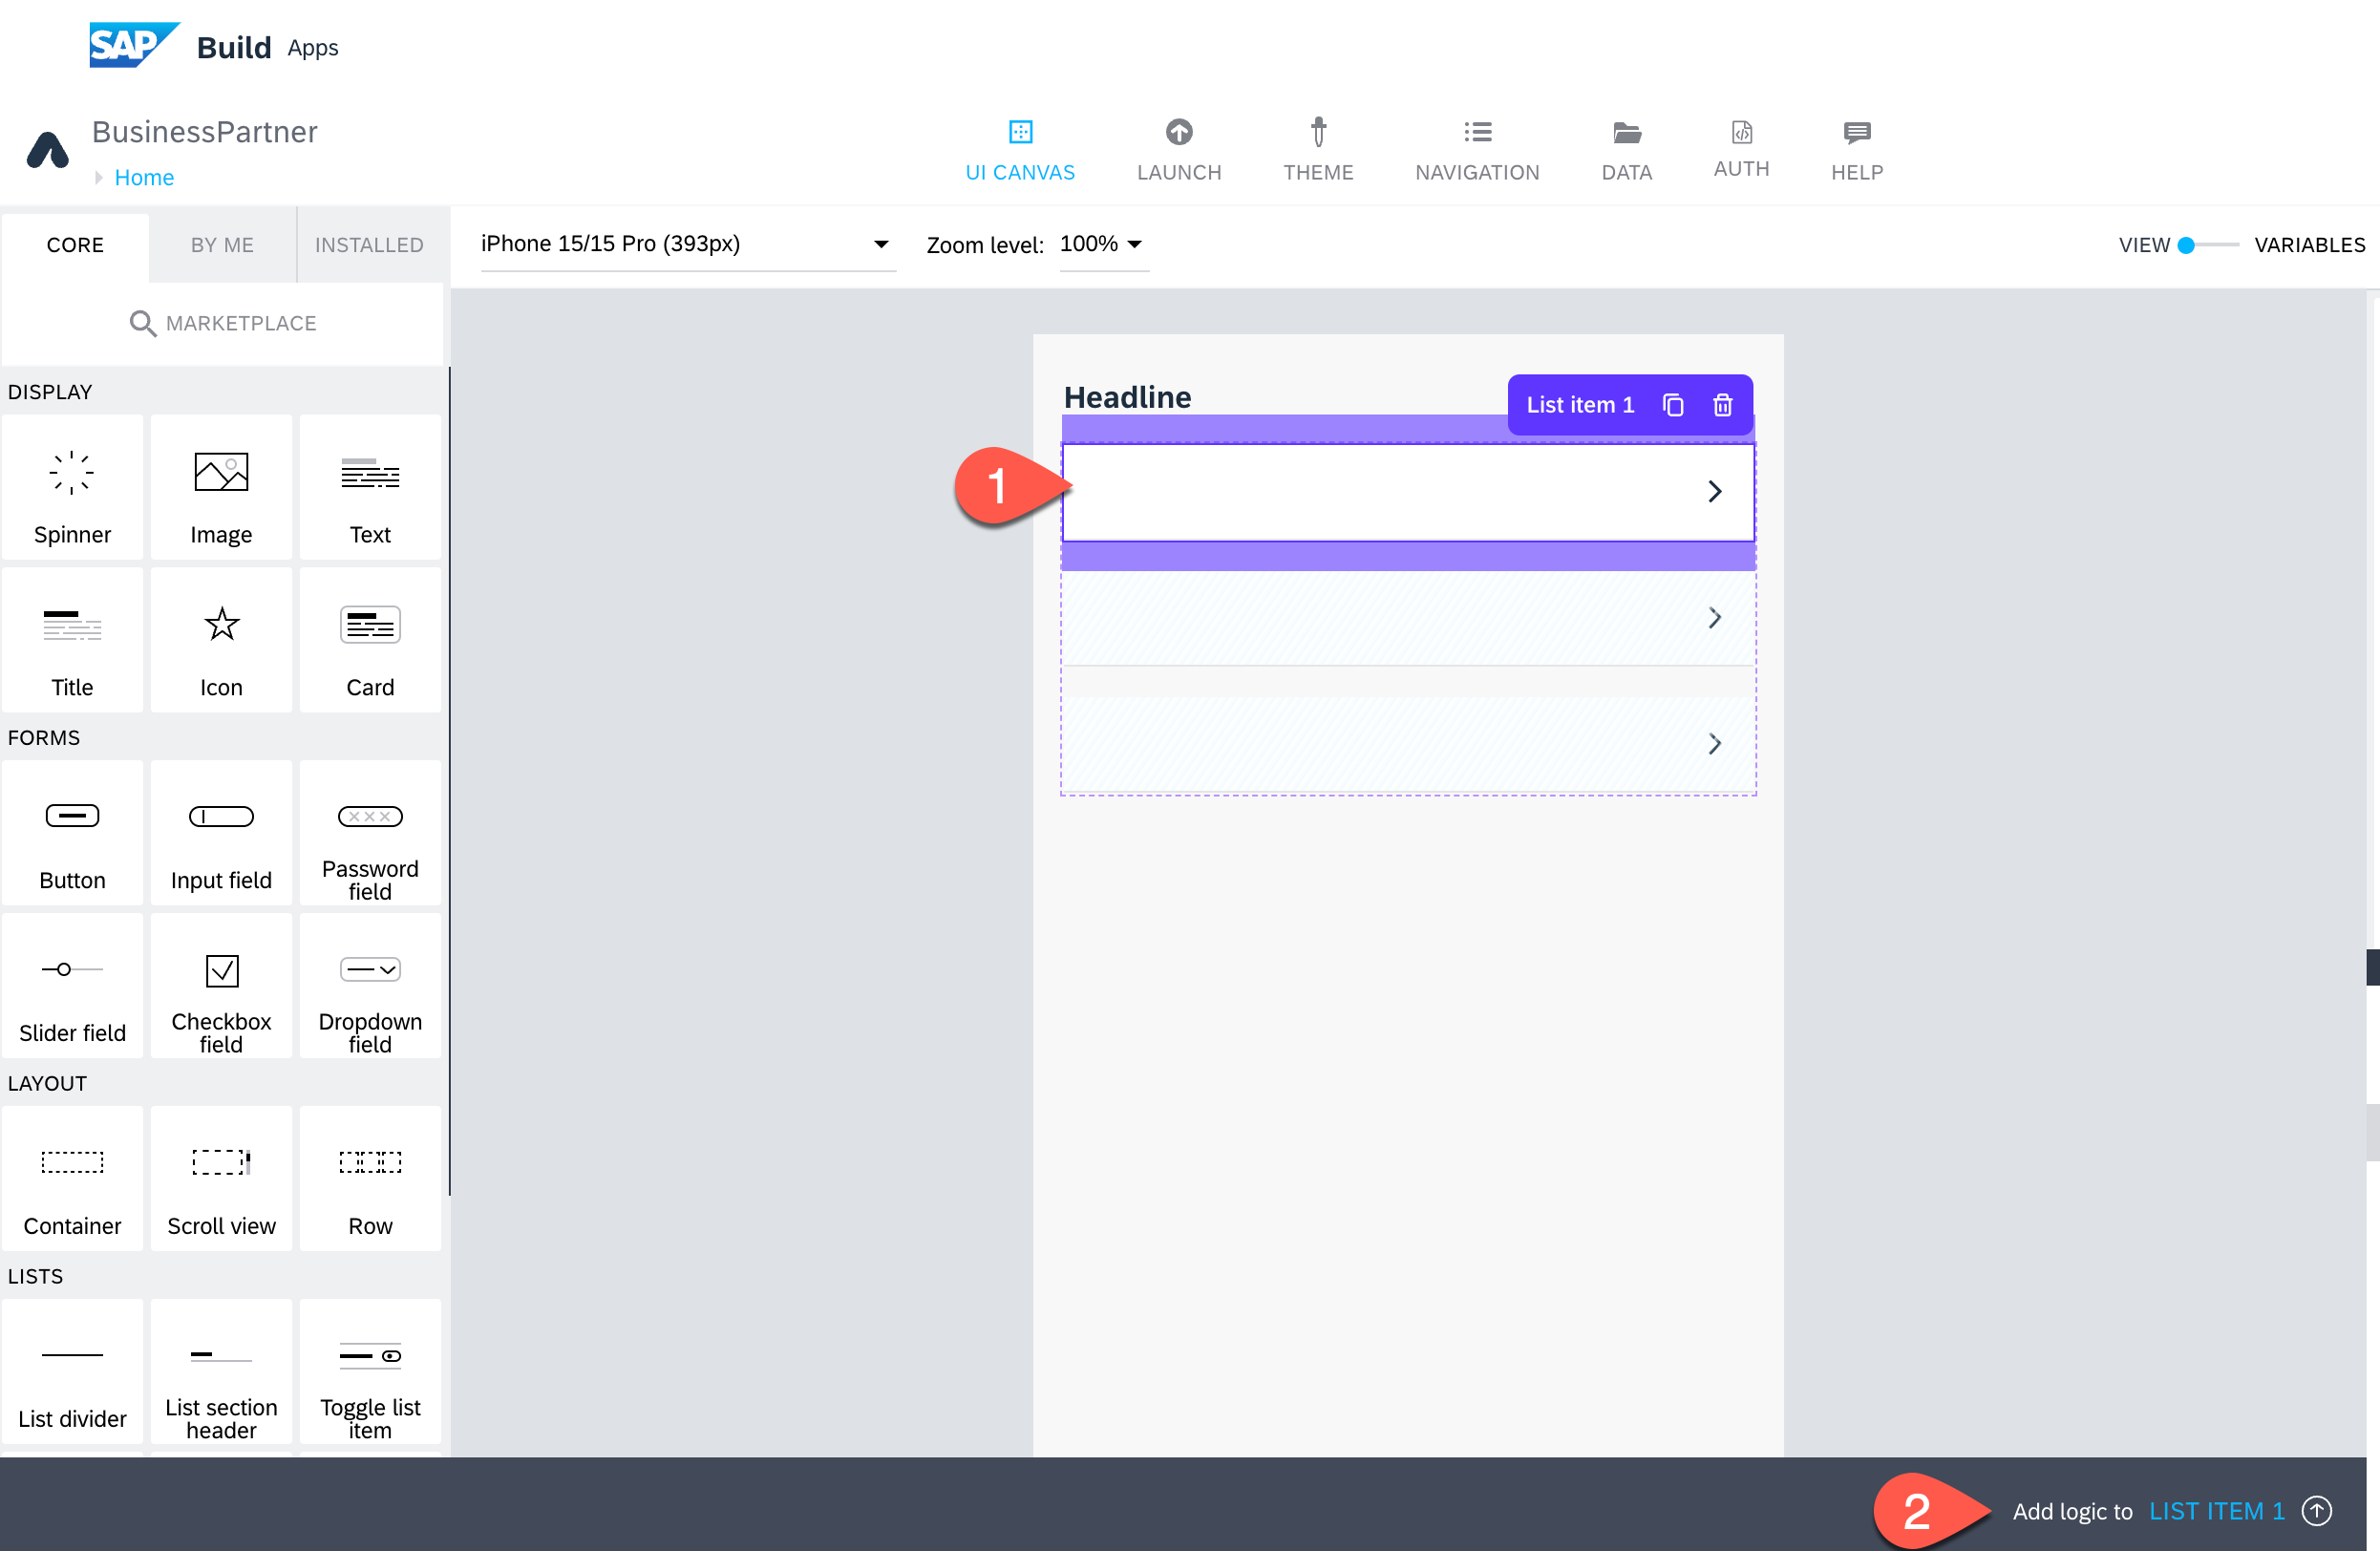 SAP Build Apps
BusinessPartner
Home
UI CANVAS
LAUNCH
THEME
NAVIGATION
DATA
AUTH
HELP
CORE
BY ME
INSTALLED
iPhone 15/15 Pro (393px)
Zoom level: 100%
VIEW
VARIABLES
MARKETPLACE
DISPLAY
Spinner
Image
Text
Title
Icon
Card
FORMS
Button
Input field
Password
field
Slider field
Checkbox
field
Dropdown
field
LAYOUT
Container
Scroll view
Row
LISTS
List divider
List section
header
Toggle list
item
Headline
List item 1
1
2
Add logic to LIST ITEM 1